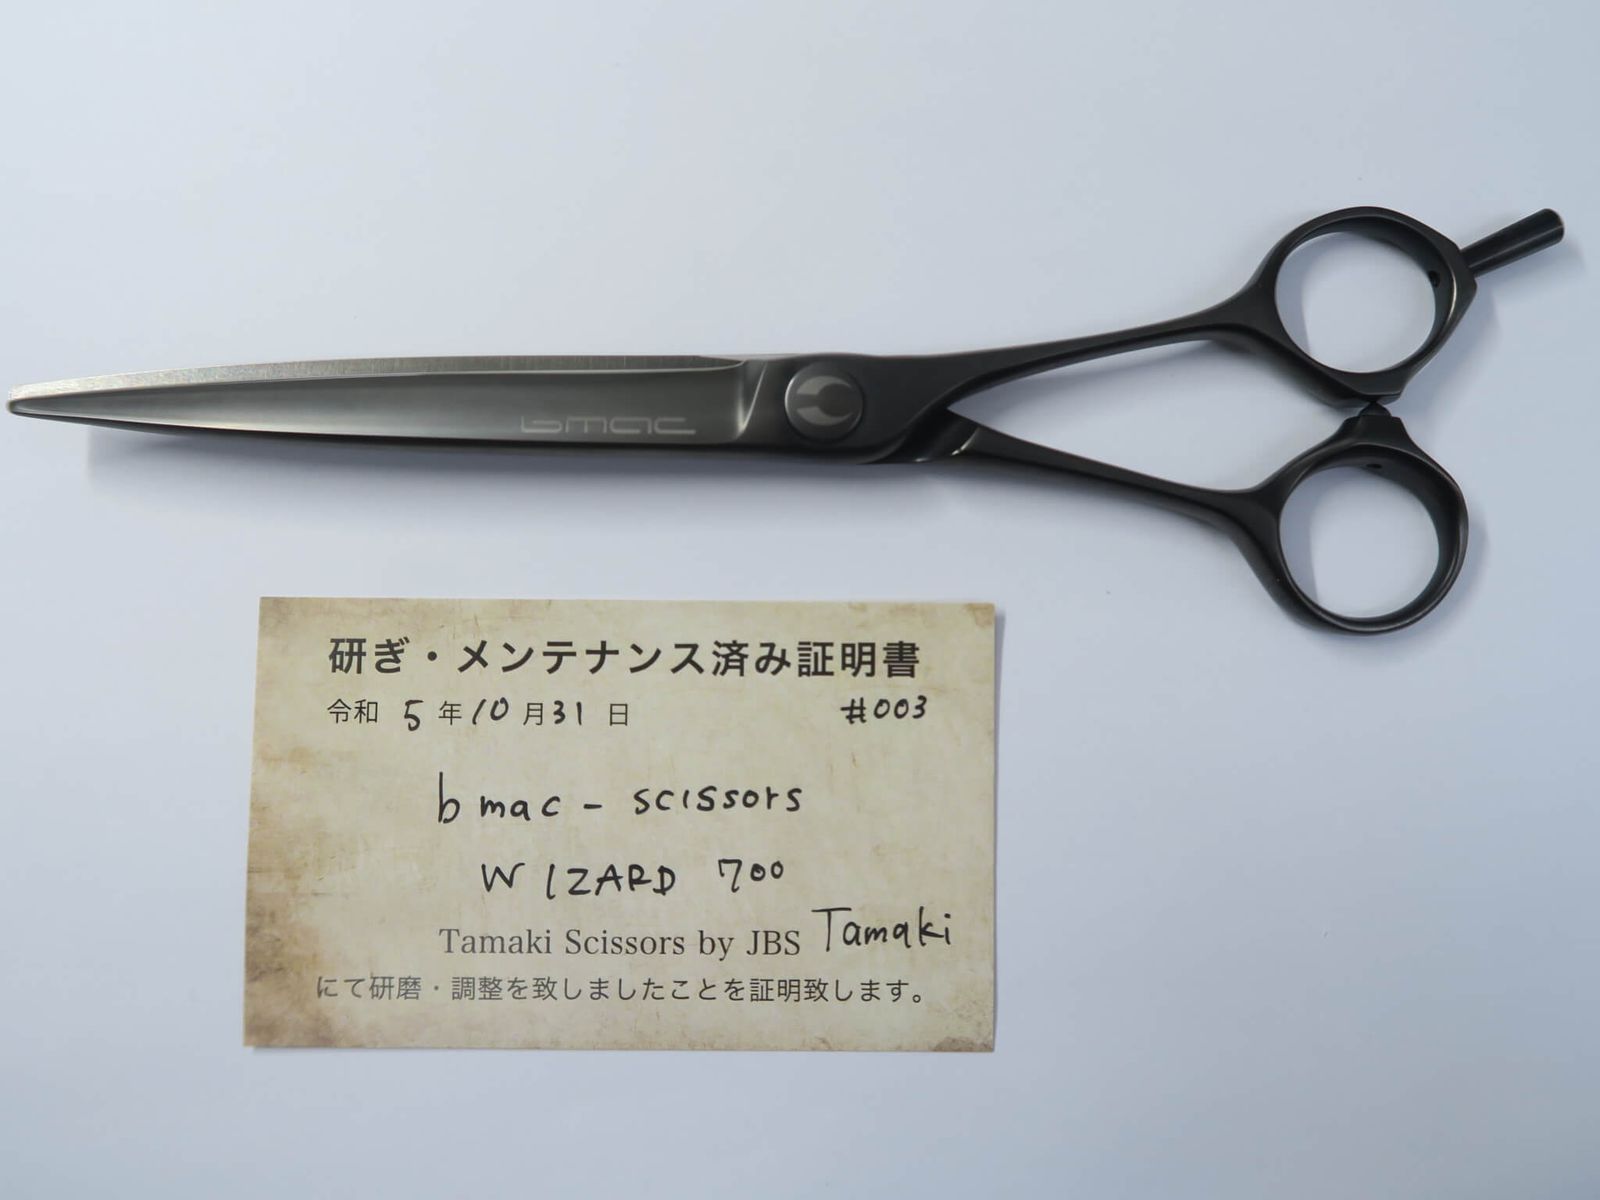 bmac
研ぎ・メンテナンス済み証明書
令和 5 年 10 月 31 日 #003
bmac - scissors
WIZARD 700
Tamaki Scissors by JBS Tamaki
にて研磨・調整を致しましたことを証明致します。